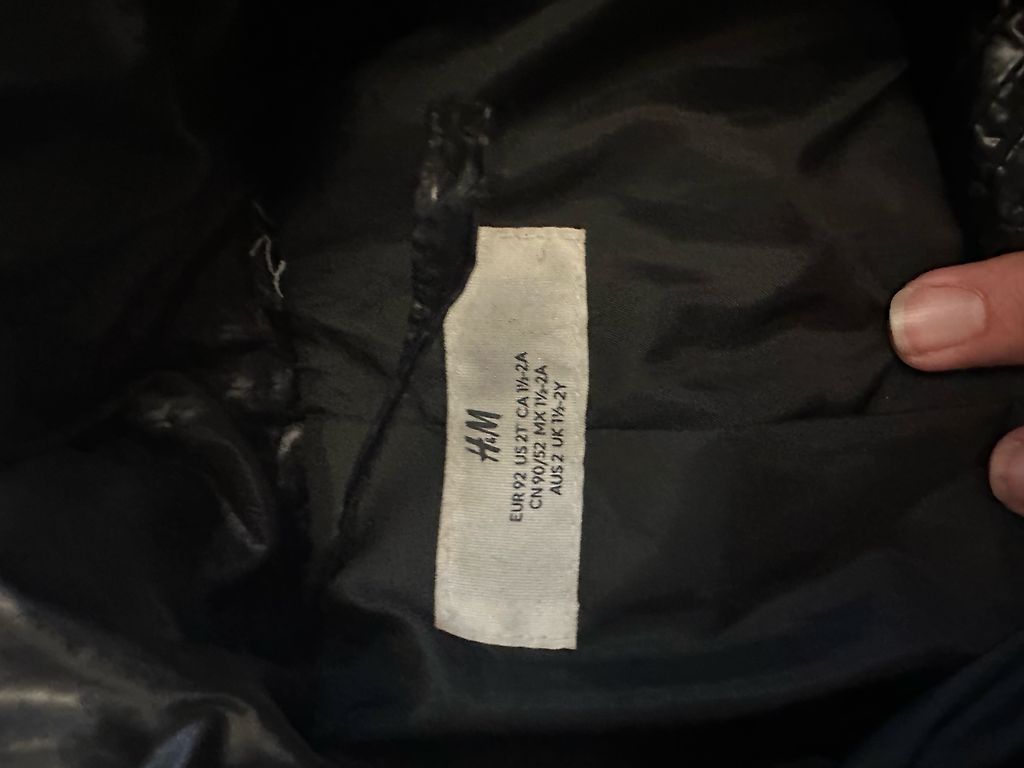 H&M
EUR 92 US 2T CA 1½-2A
CN 90/52 MX 1½-2A
AUS 2 UK 1½-2Y